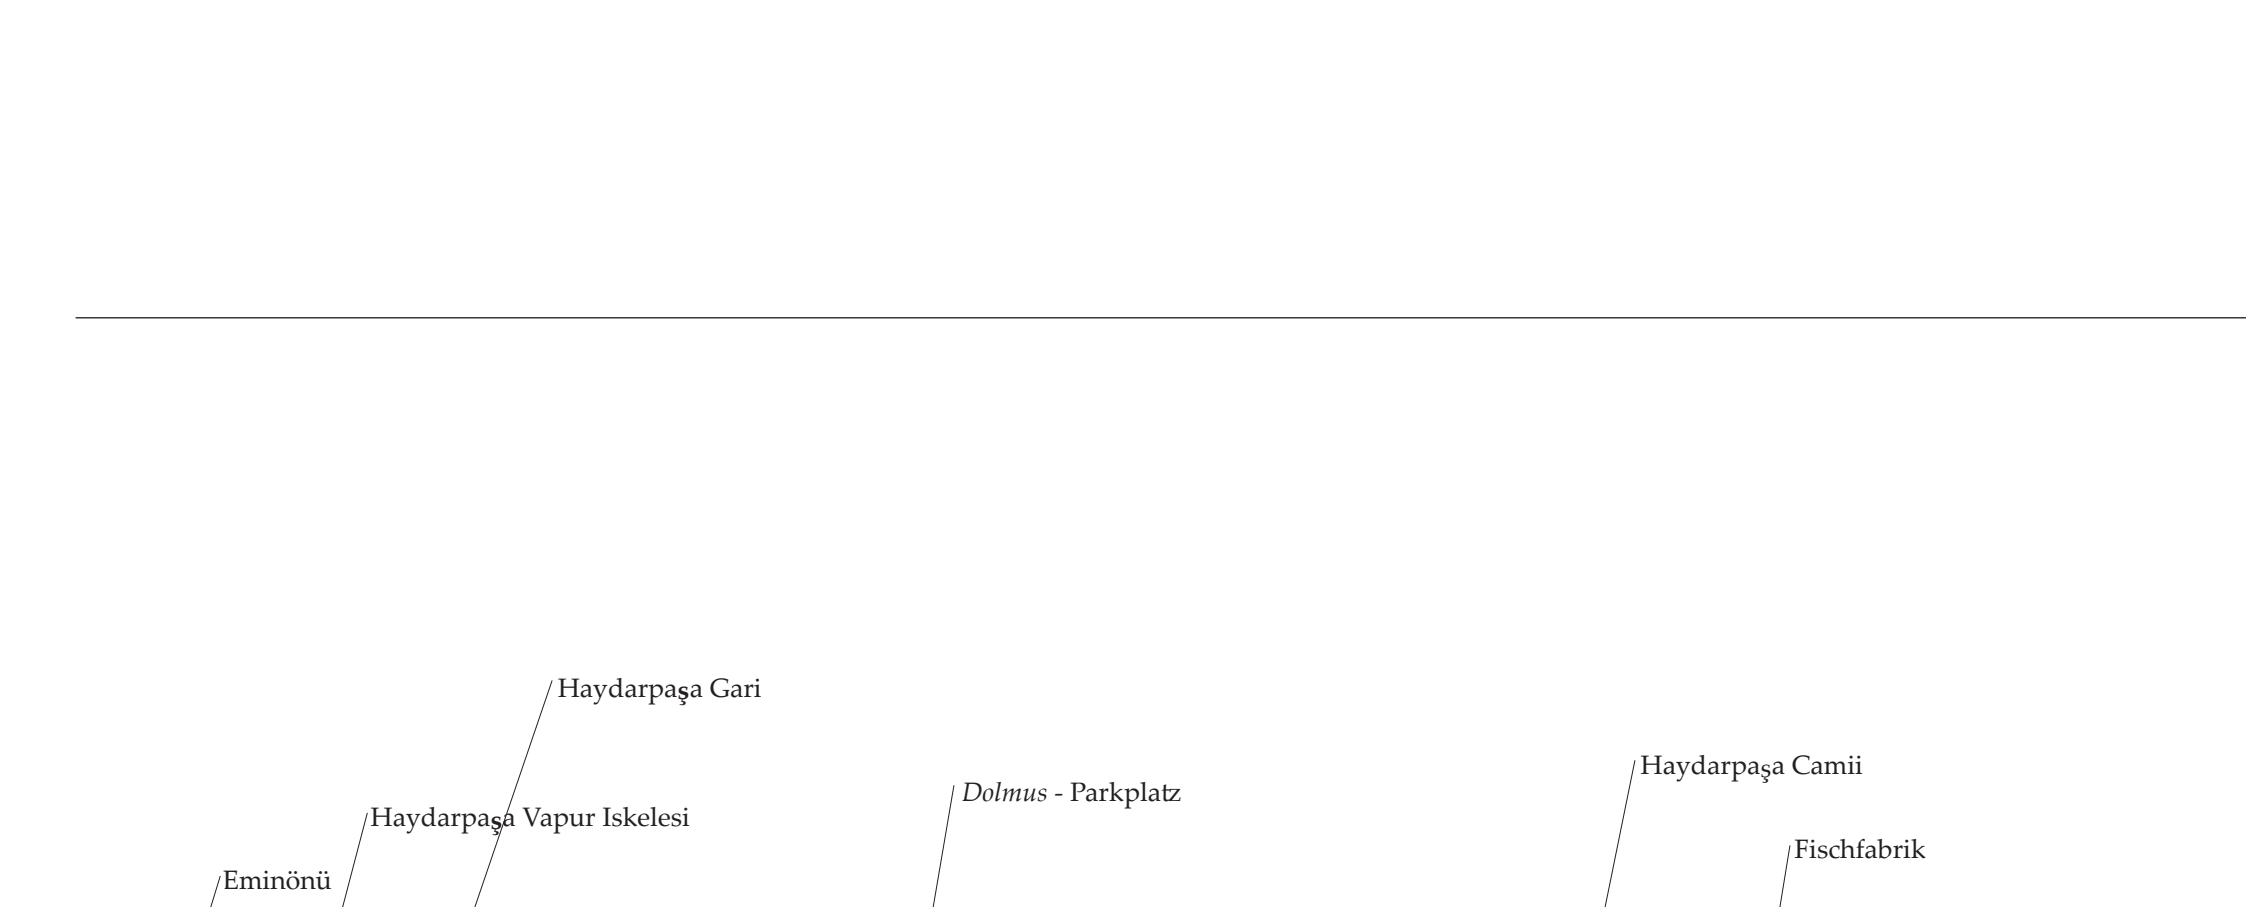 Haydarpaşa Gari
Haydarpaşa Camii
Dolmus - Parkplatz
Haydarpaşa Vapur Iskelesi
Fischfabrik
Eminönü